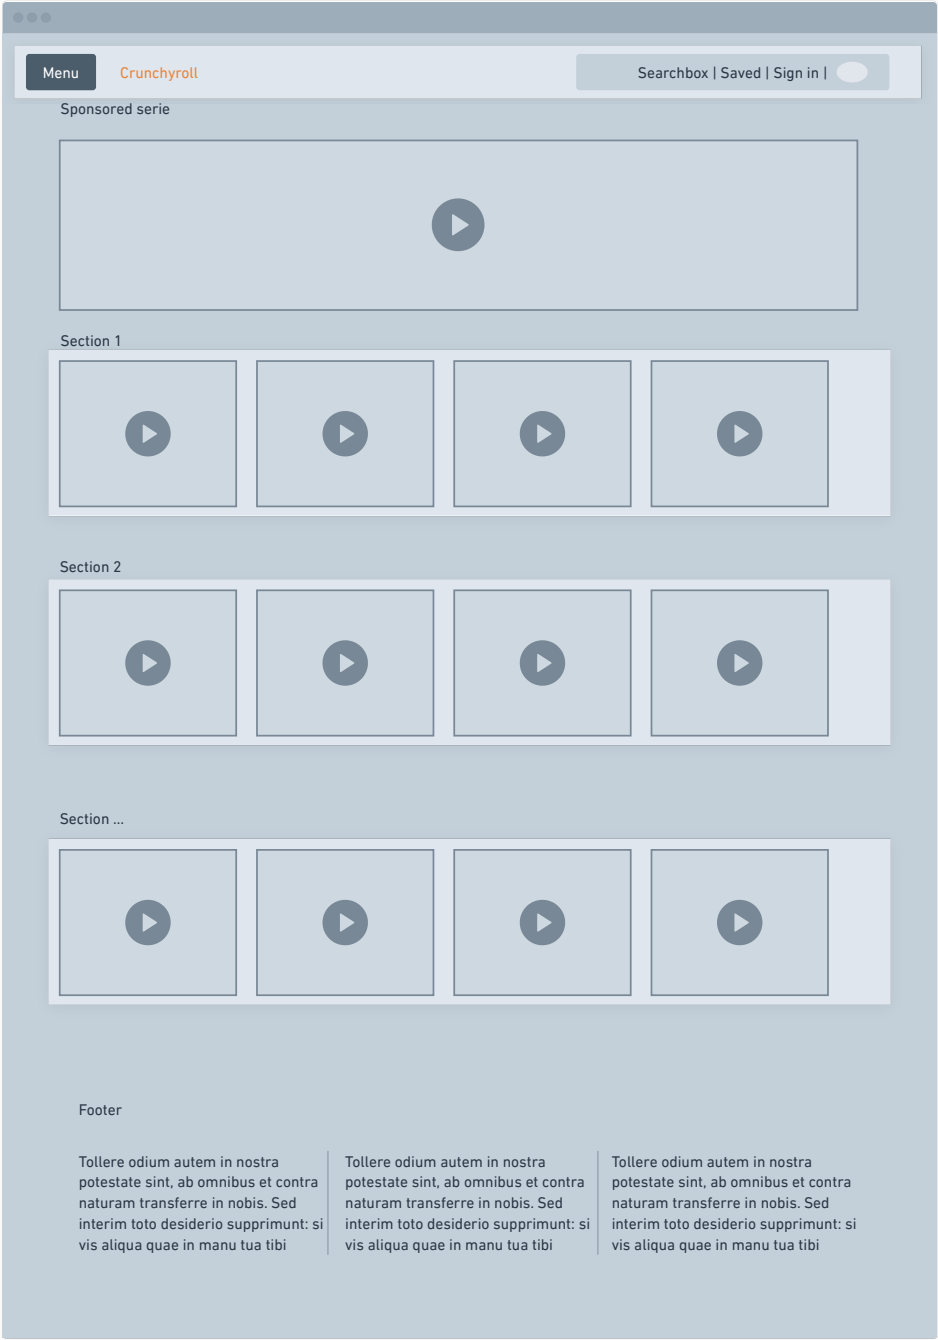 Menu
Crunchyroll
Searchbox | Saved | Sign in |
Sponsored serie
Section 1
Section 2
Section ...
Footer
Tollere odium autem in nostra
potestate sint, ab omnibus et contra
naturam transferre in nobis. Sed
interim toto desiderio supprimunt: si
vis aliqua quae in manu tua tibi
Tollere odium autem in nostra
potestate sint, ab omnibus et contra
naturam transferre in nobis. Sed
interim toto desiderio supprimunt: si
vis aliqua quae in manu tua tibi
Tollere odium autem in nostra
potestate sint, ab omnibus et contra
naturam transferre in nobis. Sed
interim toto desiderio supprimunt: si
vis aliqua quae in manu tua tibi